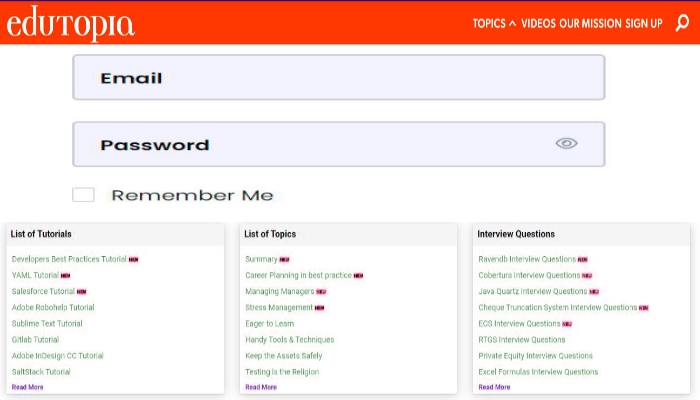 edutopia
TOPICS VIDEOS OUR MISSION SIGN UP
Email
Password
Remember Me
List of Tutorials
Developers Best Practices Tutorial NEW
YAML Tutorial NEW
Salesforce Tutorial NEW
Adobe Robohelp Tutorial
Sublime Text Tutorial
Gitlab Tutorial
Adobe InDesign CC Tutorial
SaltStack Tutorial
Read More
List of Topics
Summary NEW
Career Planning in best practice NEW
Managing Managers NEW
Stress Management NEW
Eager to Learn
Handy Tools & Techniques
Keep the Assets Safely
Testing is the Religion
Read More
Interview Questions
Ravendb Interview Questions NEW
Cobertura Interview Questions NEW
Java Quartz Interview Questions NEW
Cheque Truncation System Interview Questions NEW
ECS Interview Questions NEW
RTGS Interview Questions
Private Equity Interview Questions
Excel Formulas Interview Questions
Read More